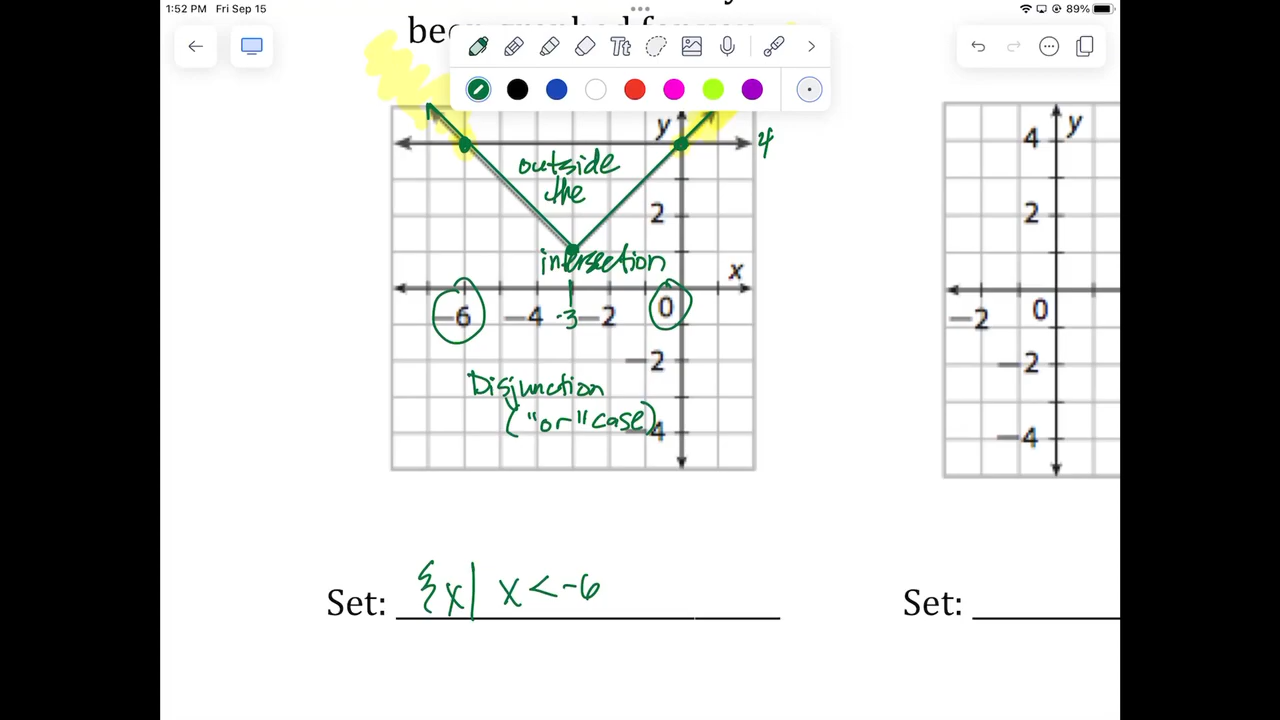 1:52 PM Fri Sep 15
89%
Tt
y
4
outside
the
2
intersection
x
-6
-4
-3
-2
0
-2
Disjunction
("or" case)
-4
Set: {x| x < -6
4
y
2
-2
0
-2
-4
Set: